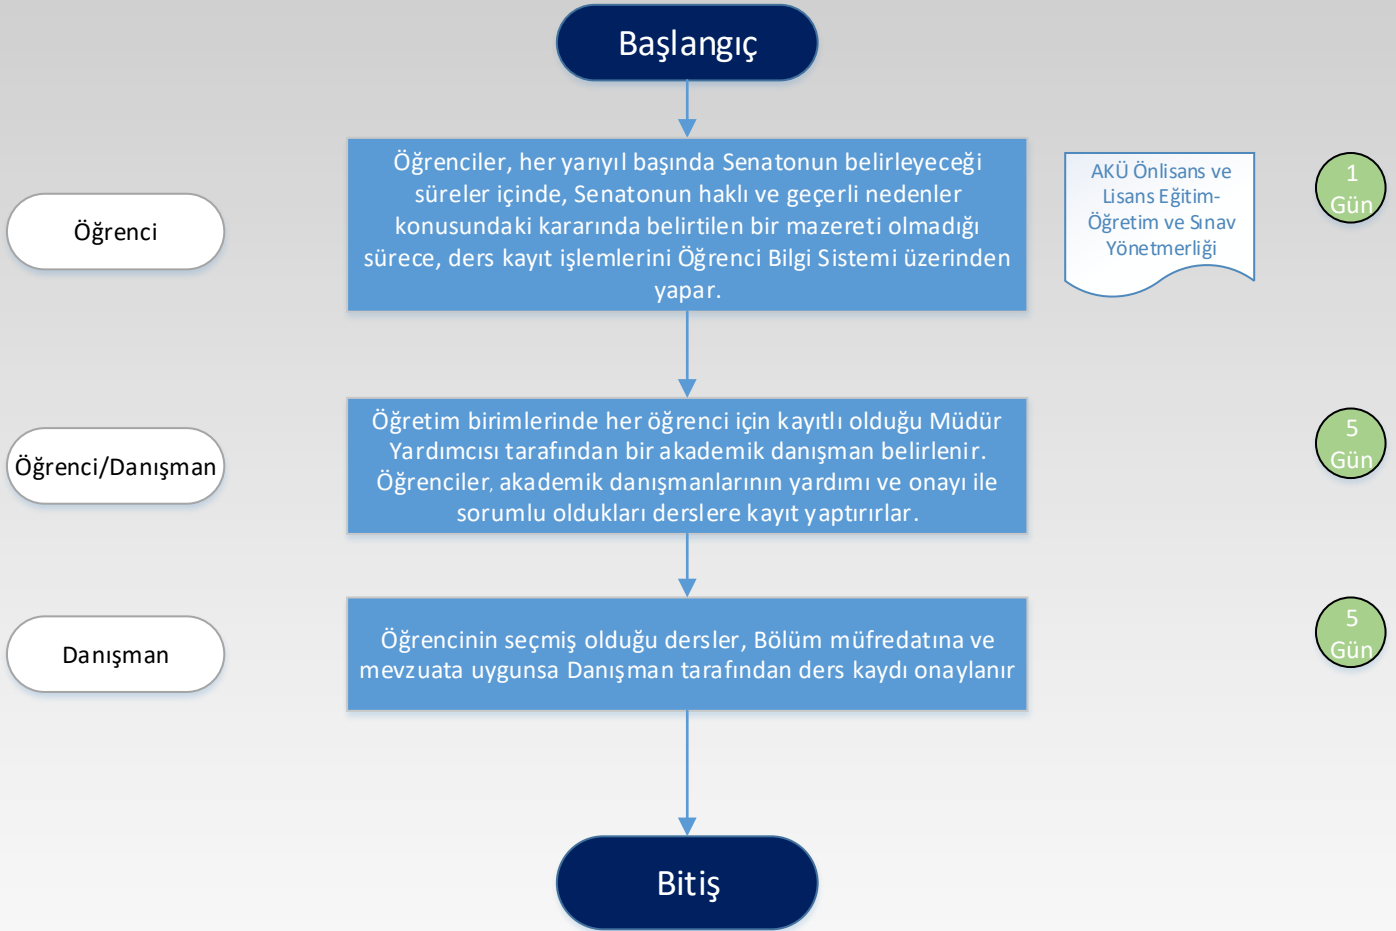 Başlangıç
Öğrenci
Öğrenciler, her yarıyıl başında Senatonun belirleyeceği
süreler içinde, Senatonun haklı ve geçerli nedenler
konusundaki kararında belirtilen bir mazereti olmadığı
sürece, ders kayıt işlemlerini Öğrenci Bilgi Sistemi üzerinden
yapar.
AKÜ Önlisans ve
Lisans Eğitim-
Öğretim ve Sınav
Yönetmerliği
1
Gün
Öğrenci/Danışman
Öğretim birimlerinde her öğrenci için kayıtlı olduğu Müdür
Yardımcısı tarafından bir akademik danışman belirlenir.
Öğrenciler, akademik danışmanlarının yardımı ve onayı ile
sorumlu oldukları derslere kayıt yaptırırlar.
5
Gün
Danışman
Öğrencinin seçmiş olduğu dersler, Bölüm müfredatına ve
mevzuata uygunsa Danışman tarafından ders kaydı onaylanır
5
Gün
Bitiş